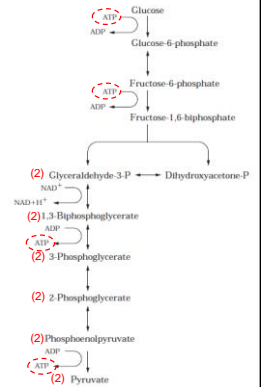 Glucose
ATP
ADP
Glucose-6-phosphate
Fructose-6-phosphate
ATP
ADP
Fructose-1,6-biphosphate
(2) Glyceraldehyde-3-P Dihydroxyacetone-P
NAD+
NAD+H+
(2) 1,3-Biphosphoglycerate
ADP
ATP
(2) 3-Phosphoglycerate
(2) 2-Phosphoglycerate
(2) Phosphoenolpyruvate
ADP
ATP
(2) Pyruvate